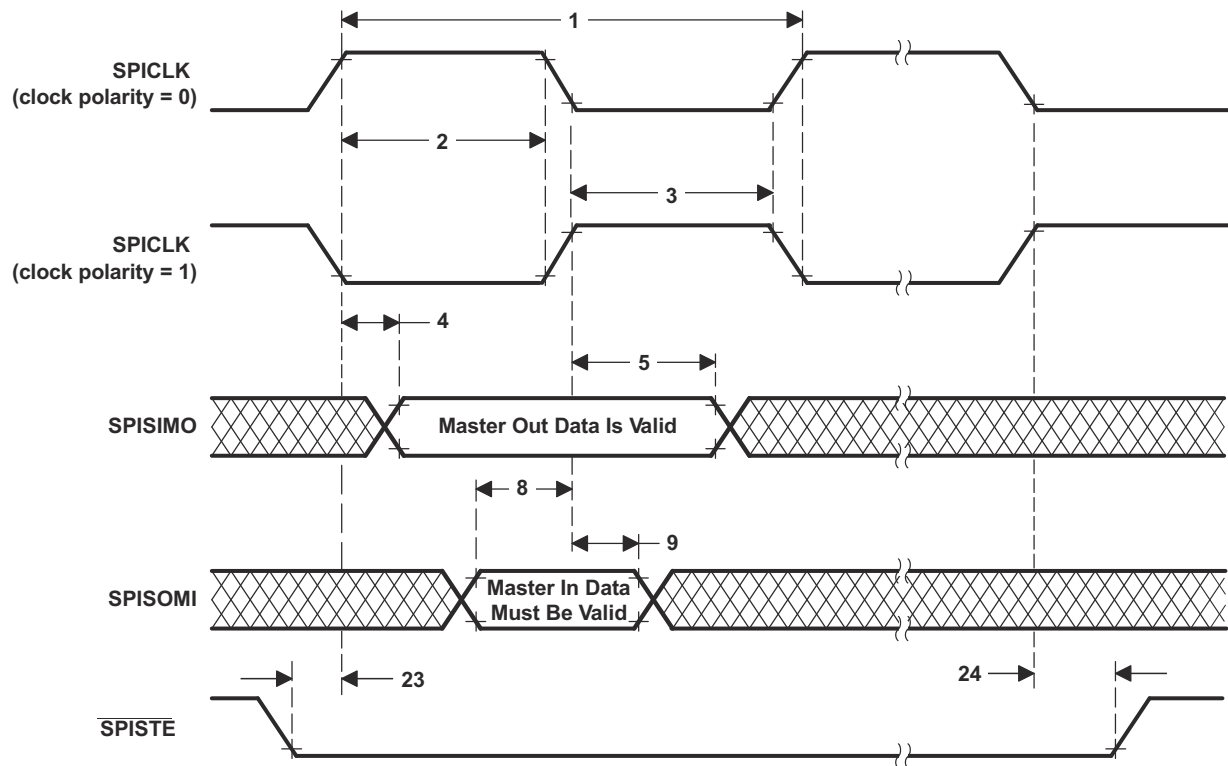 1
SPICLK
(clock polarity = 0)
2
3
SPICLK
(clock polarity = 1)
4
5
SPISIMO
Master Out Data Is Valid
8
9
SPISOMI
Master In Data
Must Be Valid
23
24
SPISTE